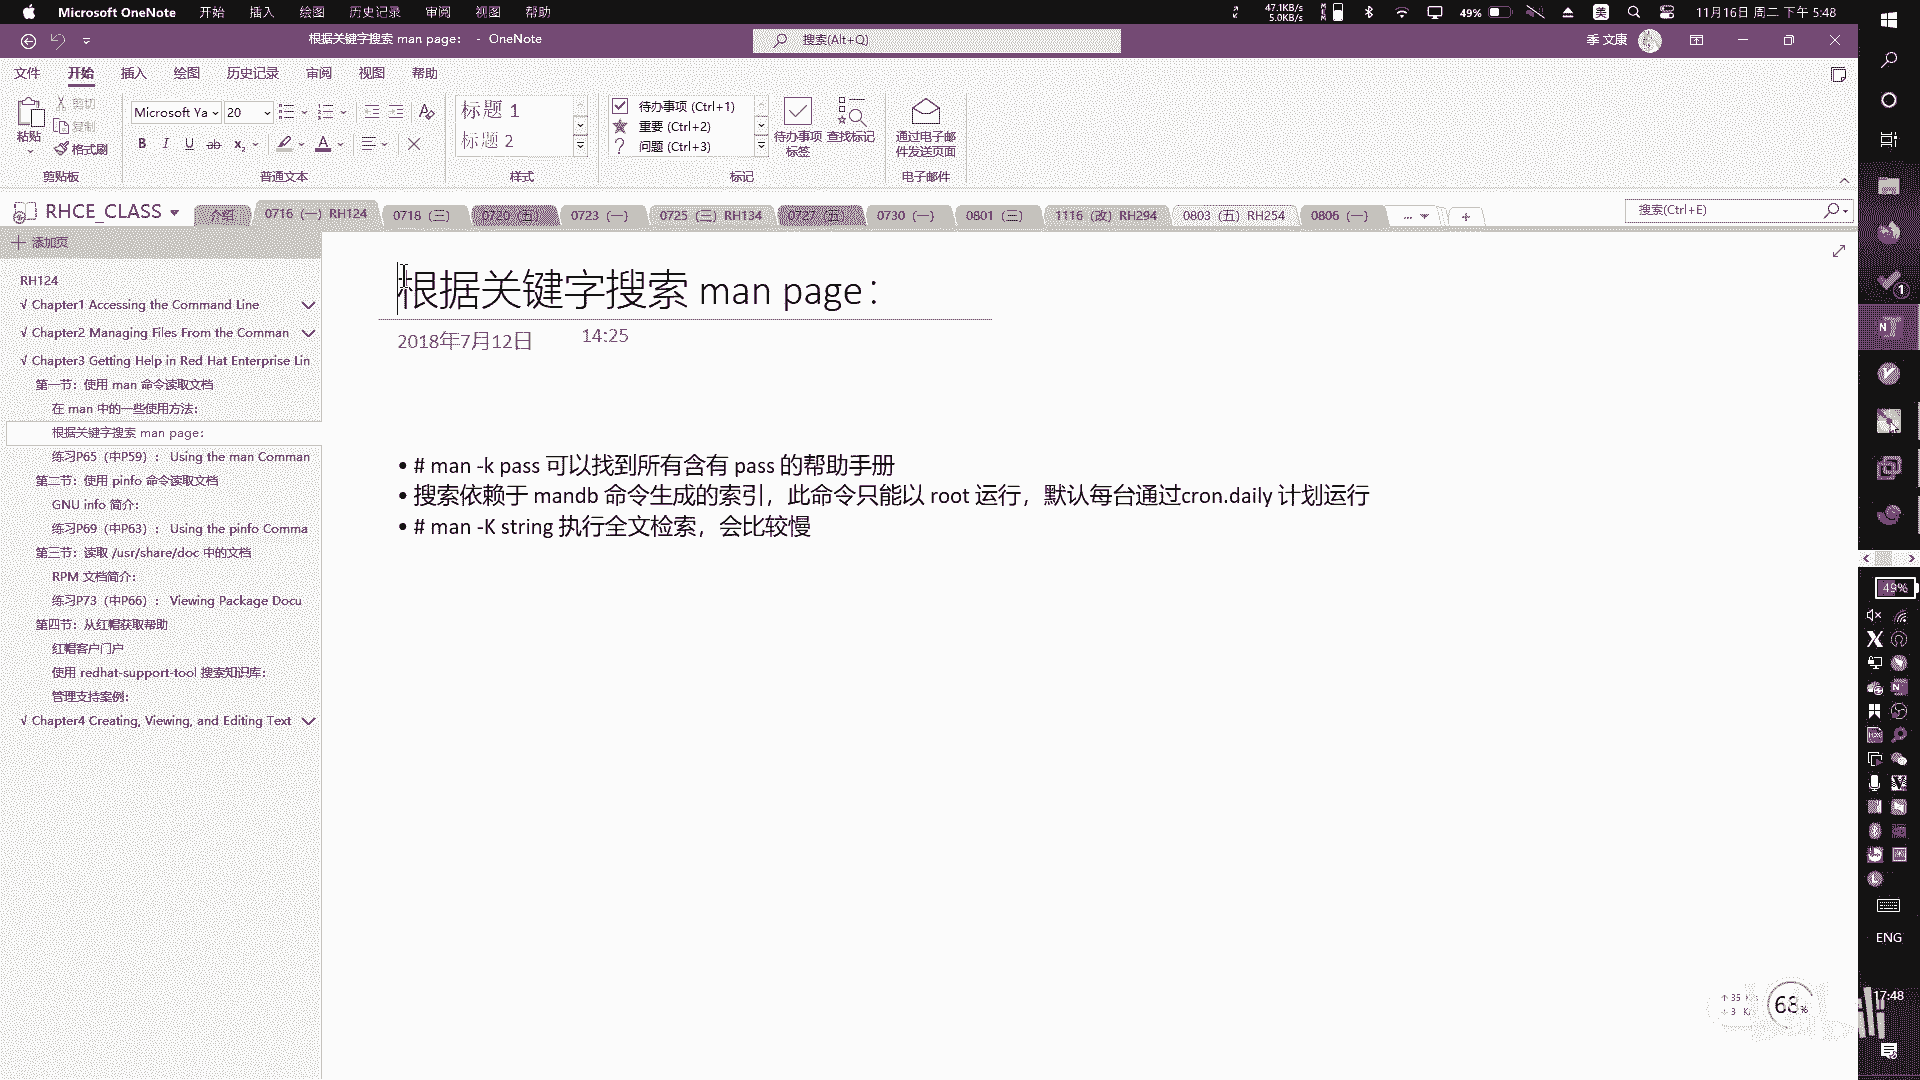 Microsoft OneNote 开始 插入 绘图 历史记录 审阅 视图 帮助
47.1KB/s
5.0KB/s
49% 美 11月16日 周二 下午 5:48
根据关键字搜索 man page: - OneNote
搜索(Alt+Q)
季 文康
文件 开始 插入 绘图 历史记录 审阅 视图 帮助
粘贴
剪切
复制
格式刷
剪贴板
Microsoft Ya 20
B I U ab x₂ A
普通文本
标题 1
标题 2
样式
待办事项 (Ctrl+1)
重要 (Ctrl+2)
问题 (Ctrl+3)
待办事项
标签
查找标记
标记
通过电子邮
件发送页面
电子邮件
RHCE_CLASS
介绍 0716（一）RH124 0718（三） 0720（五） 0723（一） 0725（三）RH134 0727（五） 0730（一） 0801（三） 1116（改）RH294 0803（五）RH254 0806（一） ... +
搜索(Ctrl+E)
添加页
RH124
√ Chapter1 Accessing the Command Line
√ Chapter2 Managing Files From the Comman
√ Chapter3 Getting Help in Red Hat Enterprise Lin
第一节：使用 man 命令读取文档
在 man 中的一些使用方法：
根据关键字搜索 man page：
练习P65（中P59）： Using the man Comman
第二节：使用 pinfo 命令读取文档
GNU info 简介：
练习P69（中P63）： Using the pinfo Comma
第三节：读取 /usr/share/doc 中的文档
RPM 文档简介：
练习P73（中P66）： Viewing Package Docu
第四节：从红帽获取帮助
红帽客户门户
使用 redhat-support-tool 搜索知识库：
管理支持案例：
√ Chapter4 Creating, Viewing, and Editing Text
根据关键字搜索 man page：
2018年7月12日 14:25
• # man -k pass 可以找到所有含有 pass 的帮助手册
• 搜索依赖于 mandb 命令生成的索引，此命令只能以 root 运行，默认每台通过cron.daily 计划运行
• # man -K string 执行全文检索，会比较慢
49%
ENG
17:48
68%